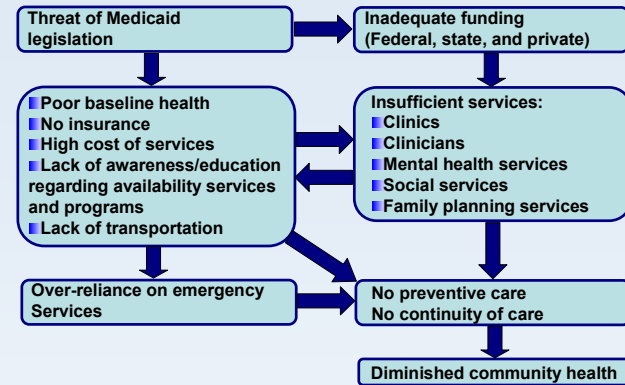 Threat of Medicaid
legislation
Inadequate funding
(Federal, state, and private)
Poor baseline health
No insurance
High cost of services
Lack of awareness/education
regarding availability services
and programs
Lack of transportation
Insufficient services:
Clinics
Clinicians
Mental health services
Social services
Family planning services
Over-reliance on emergency
Services
No preventive care
No continuity of care
Diminished community health